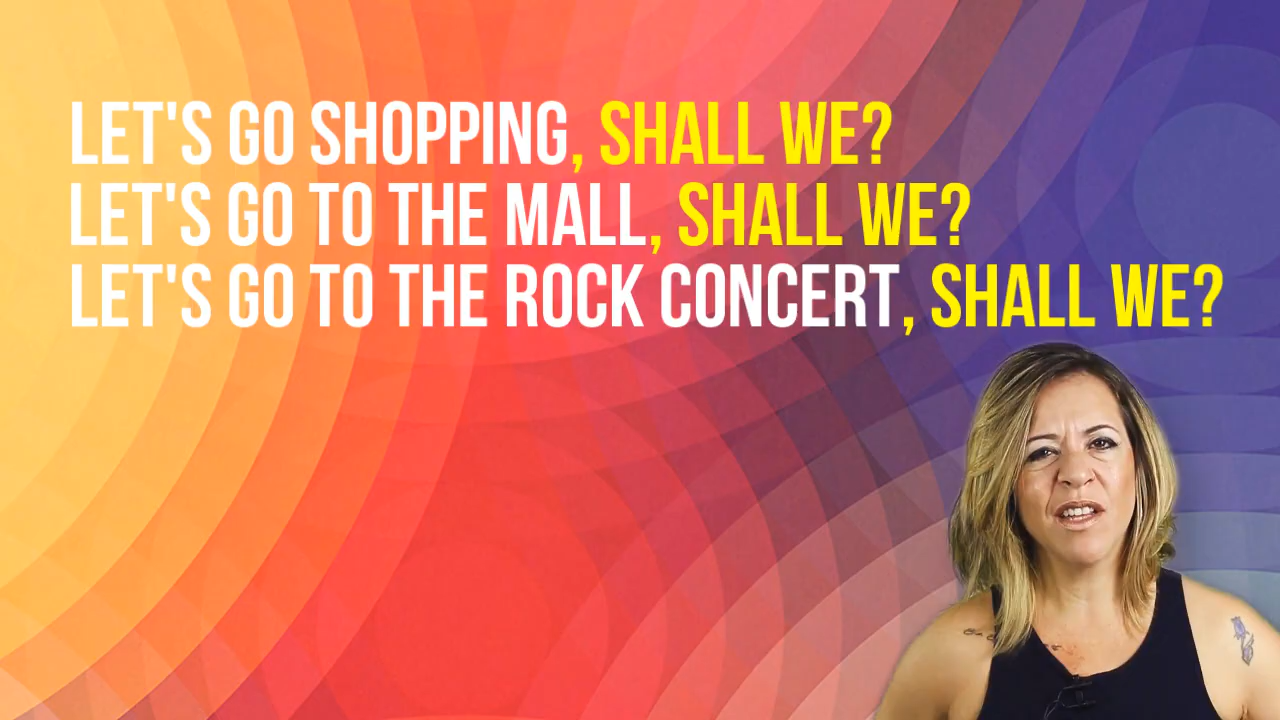 LET'S GO SHOPPING, SHALL WE?
LET'S GO TO THE MALL, SHALL WE?
LET'S GO TO THE ROCK CONCERT, SHALL WE?